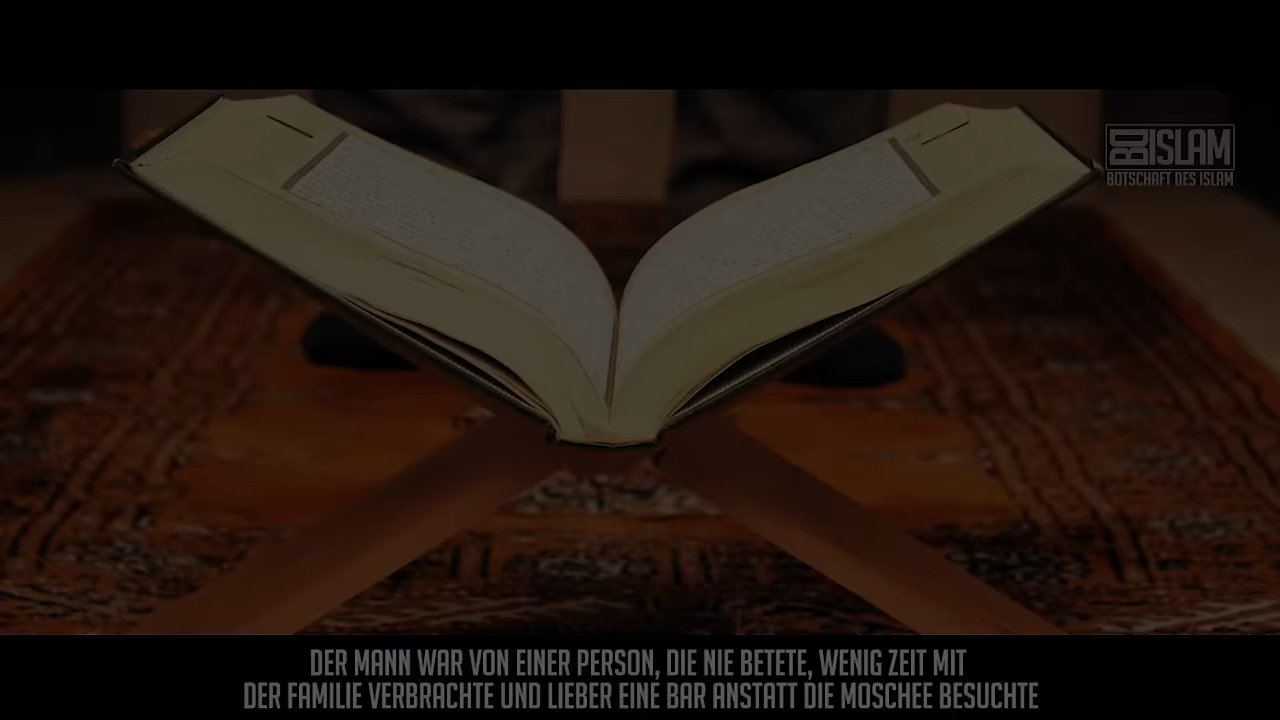 BDISLAM
BOTSCHAFT DES ISLAM
DER MANN WAR VON EINER PERSON, DIE NIE BETETE, WENIG ZEIT MIT
DER FAMILIE VERBRACHTE UND LIEBER EINE BAR ANSTATT DIE MOSCHEE BESUCHTE